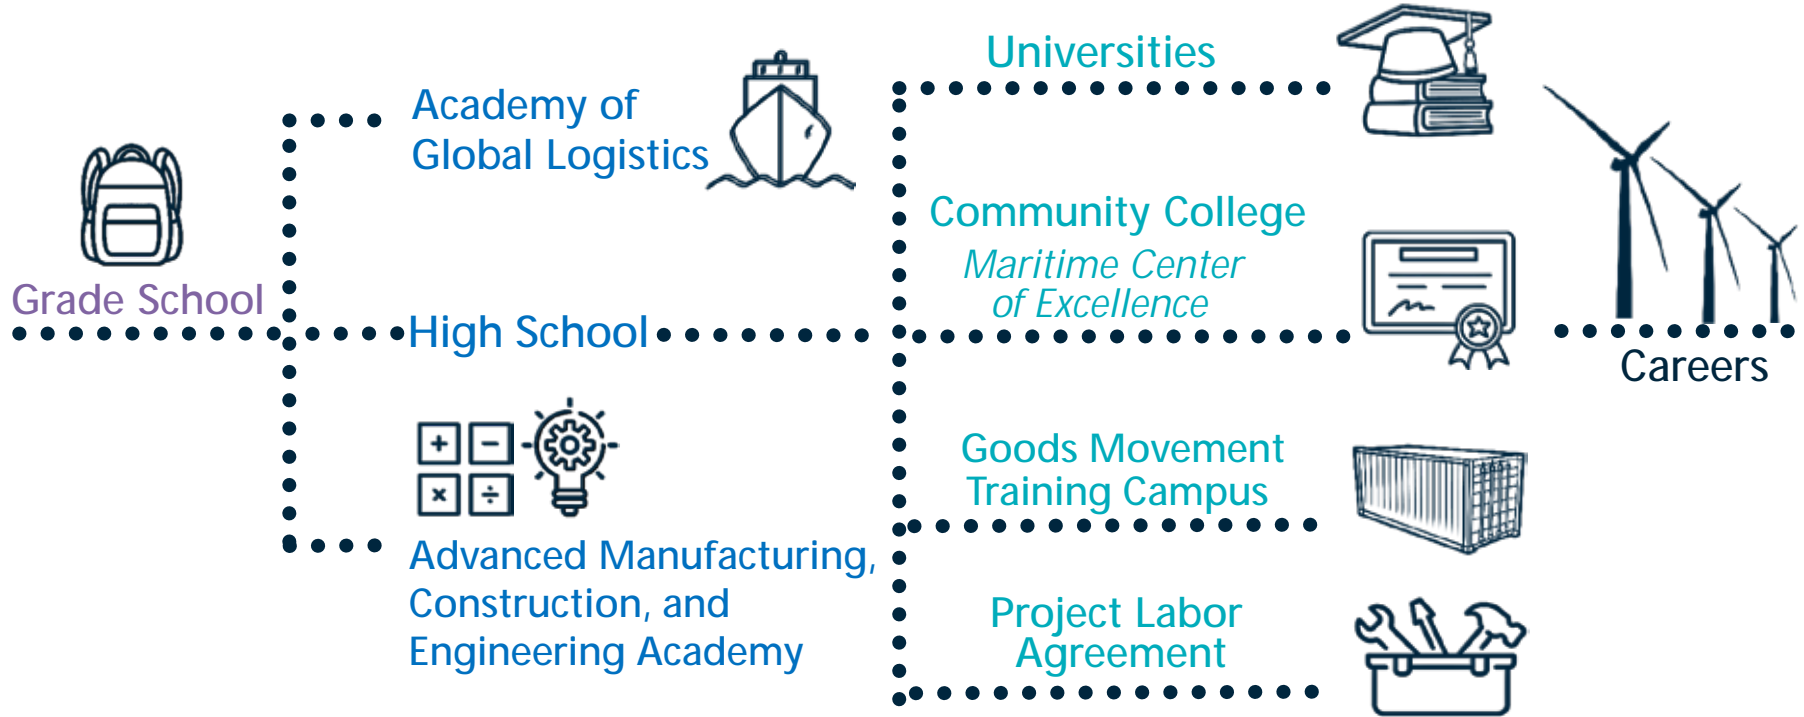 Grade School
Academy of
Global Logistics
High School
Advanced Manufacturing,
Construction, and
Engineering Academy
Universities
Community College
Maritime Center
of Excellence
Goods Movement
Training Campus
Project Labor
Agreement
Careers